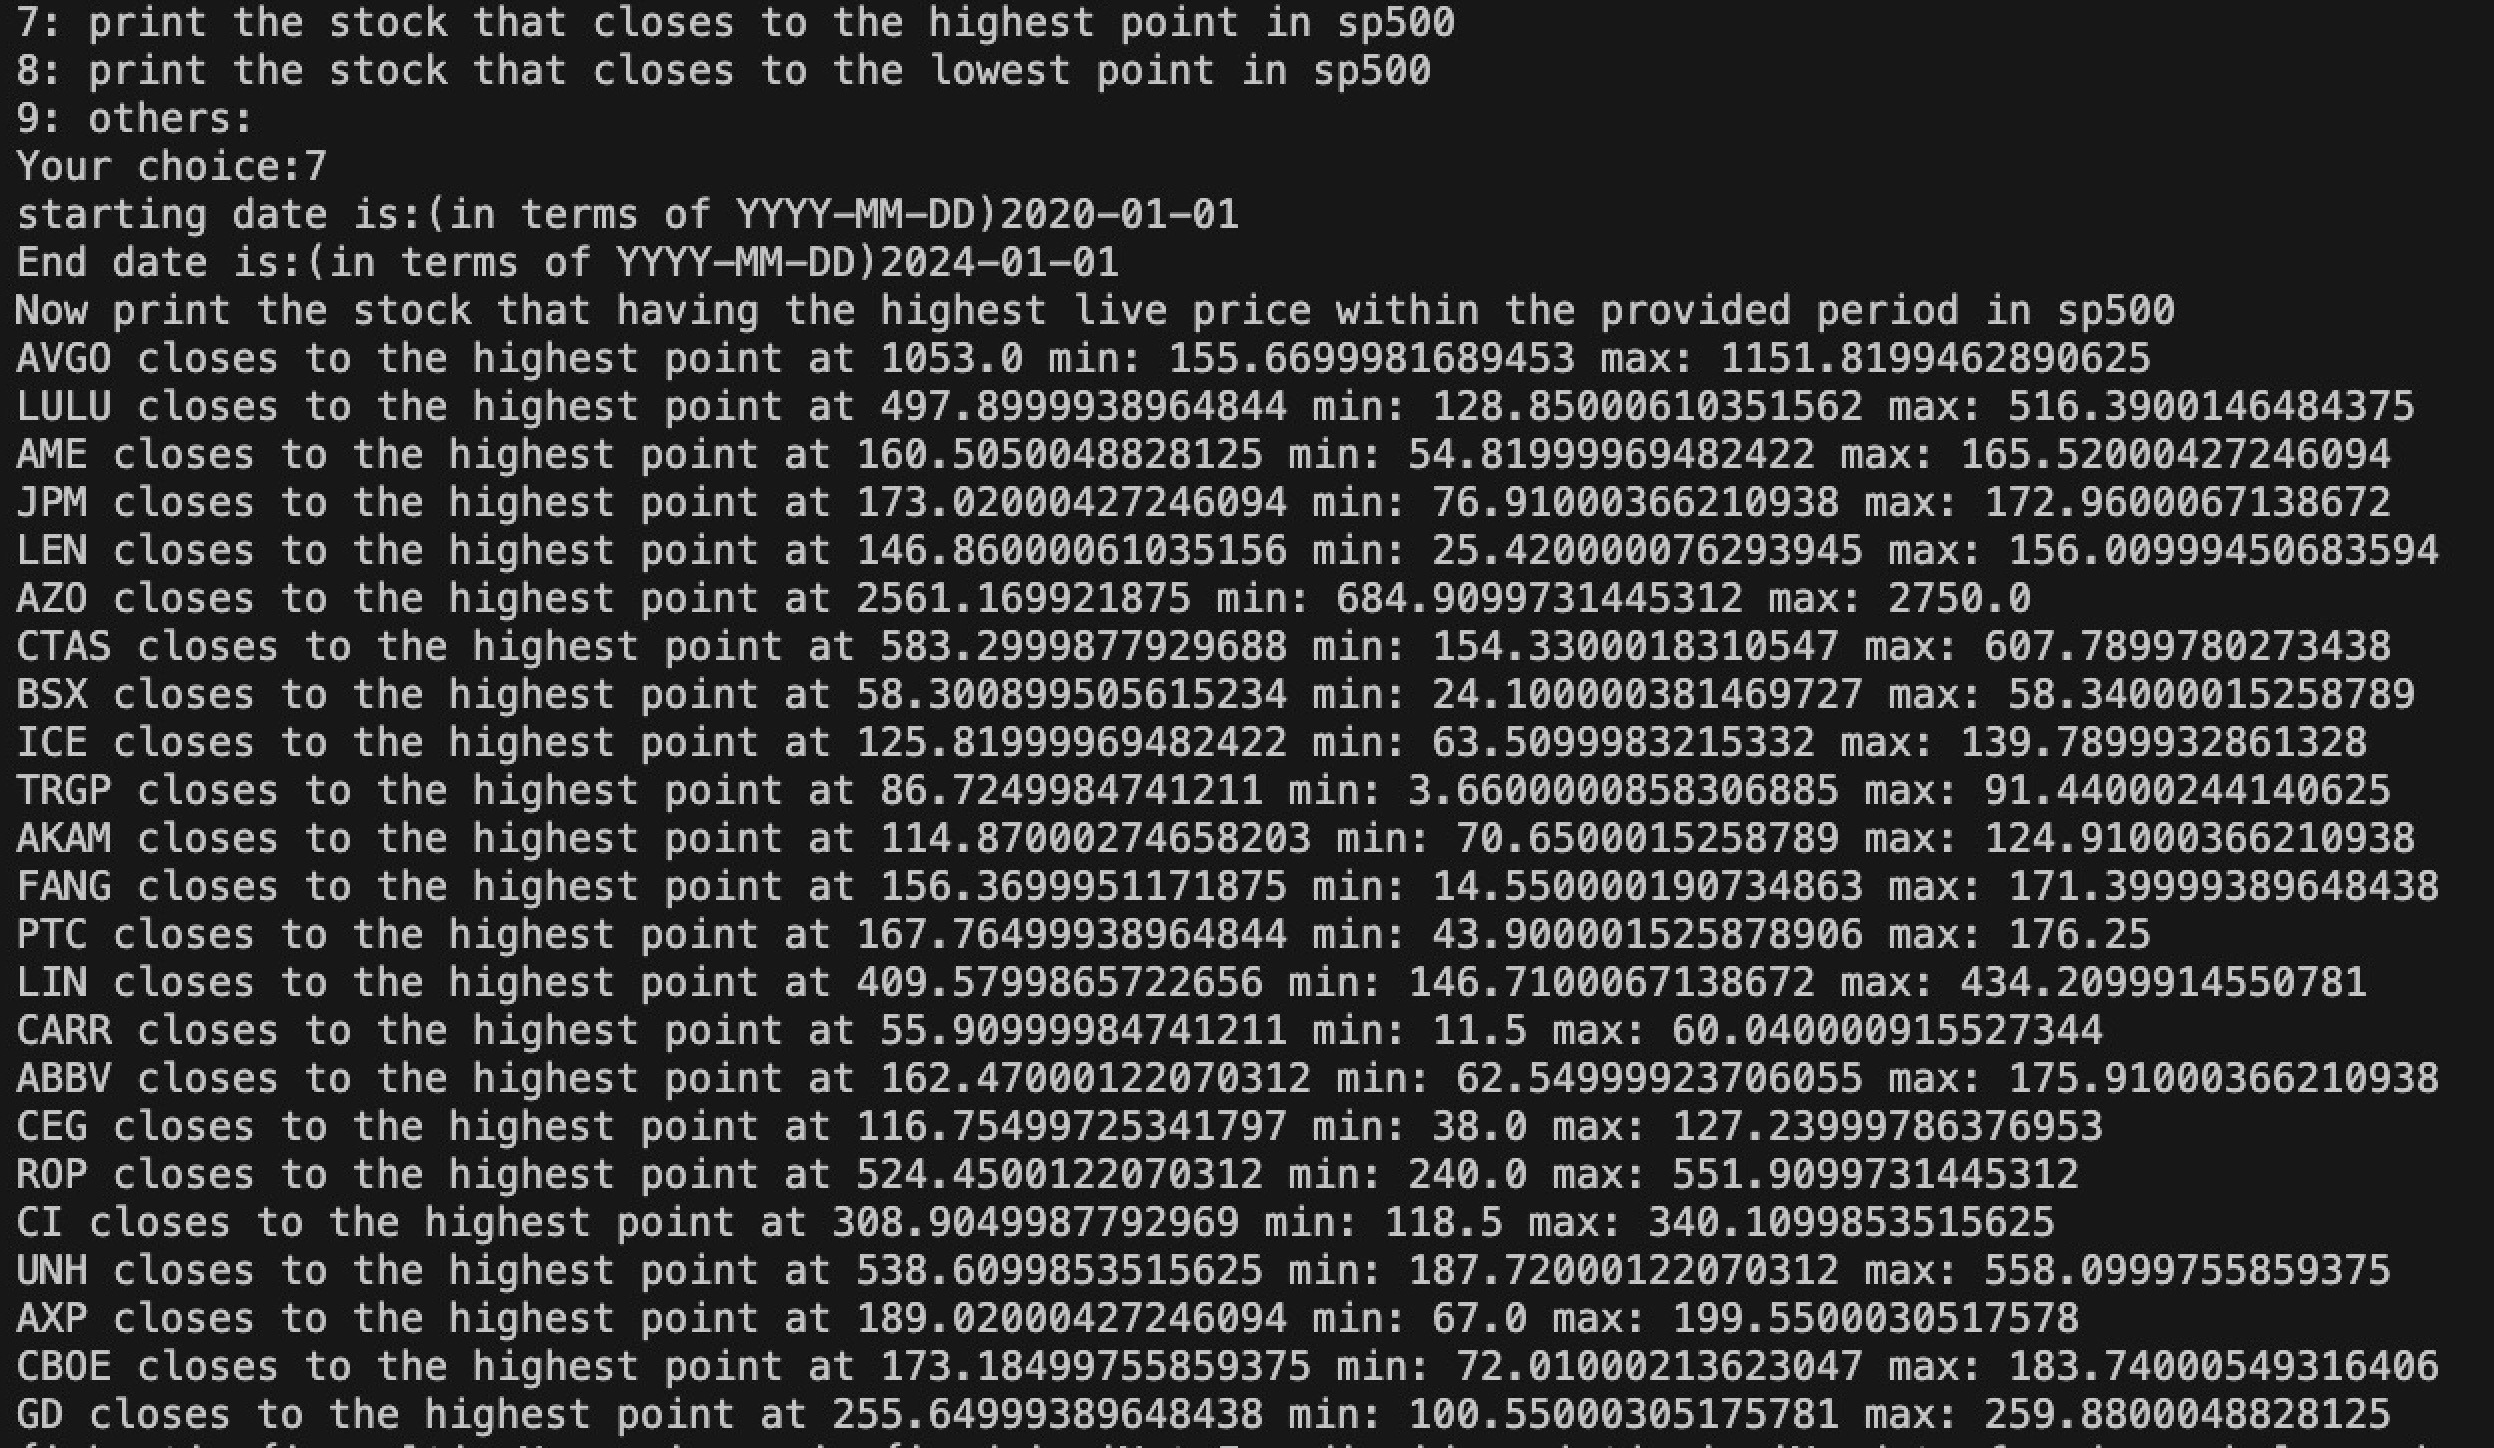 7: print the stock that closes to the highest point in sp500
8: print the stock that closes to the lowest point in sp500
9: others:
Your choice:7
starting date is:(in terms of YYYY-MM-DD)2020-01-01
End date is:(in terms of YYYY-MM-DD)2024-01-01
Now print the stock that having the highest live price within the provided period in sp500
AVGO closes to the highest point at 1053.0 min: 155.6699981689453 max: 1151.8199462890625
LULU closes to the highest point at 497.8999938964844 min: 128.85000610351562 max: 516.3900146484375
AME closes to the highest point at 160.5050048828125 min: 54.81999969482422 max: 165.52000427246094
JPM closes to the highest point at 173.02000427246094 min: 76.91000366210938 max: 172.9600067138672
LEN closes to the highest point at 146.86000061035156 min: 25.420000076293945 max: 156.00999450683594
AZO closes to the highest point at 2561.169921875 min: 684.9099731445312 max: 2750.0
CTAS closes to the highest point at 583.2999877929688 min: 154.3300018310547 max: 607.7899780273438
BSX closes to the highest point at 58.300899505615234 min: 24.100000381469727 max: 58.34000015258789
ICE closes to the highest point at 125.81999969482422 min: 63.5099983215332 max: 139.7899932861328
TRGP closes to the highest point at 86.7249984741211 min: 3.6600000858306885 max: 91.44000244140625
AKAM closes to the highest point at 114.87000274658203 min: 70.6500015258789 max: 124.91000366210938
FANG closes to the highest point at 156.3699951171875 min: 14.550000190734863 max: 171.39999389648438
PTC closes to the highest point at 167.76499938964844 min: 43.900001525878906 max: 176.25
LIN closes to the highest point at 409.5799865722656 min: 146.7100067138672 max: 434.2099914550781
CARR closes to the highest point at 55.90999984741211 min: 11.5 max: 60.040000915527344
ABBV closes to the highest point at 162.47000122070312 min: 62.54999923706055 max: 175.91000366210938
CEG closes to the highest point at 116.75499725341797 min: 38.0 max: 127.23999786376953
ROP closes to the highest point at 524.4500122070312 min: 240.0 max: 551.9099731445312
CI closes to the highest point at 308.9049987792969 min: 118.5 max: 340.1099853515625
UNH closes to the highest point at 538.6099853515625 min: 187.72000122070312 max: 558.0999755859375
AXP closes to the highest point at 189.02000427246094 min: 67.0 max: 199.5500030517578
CBOE closes to the highest point at 173.18499755859375 min: 72.01000213623047 max: 183.74000549316406
GD closes to the highest point at 255.64999389648438 min: 100.55000305175781 max: 259.8800048828125